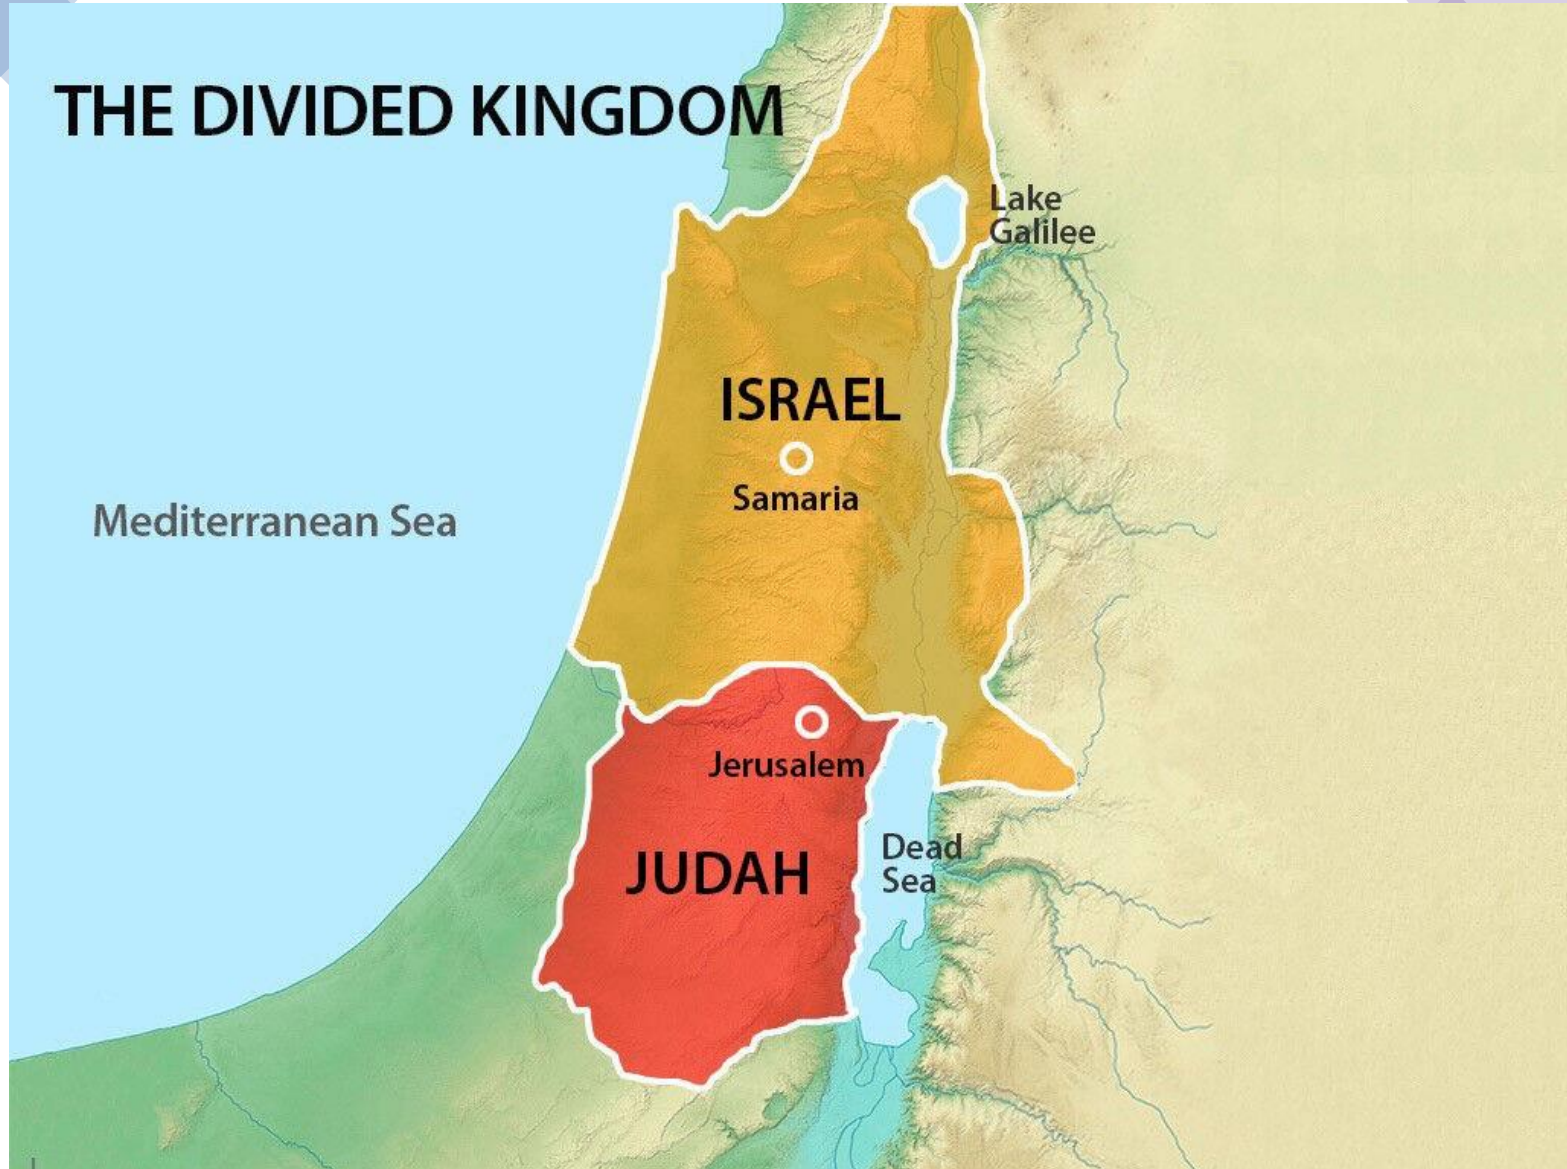 THE DIVIDED KINGDOM
Lake
Galilee
ISRAEL
Samaria
Mediterranean Sea
Jerusalem
JUDAH
Dead
Sea